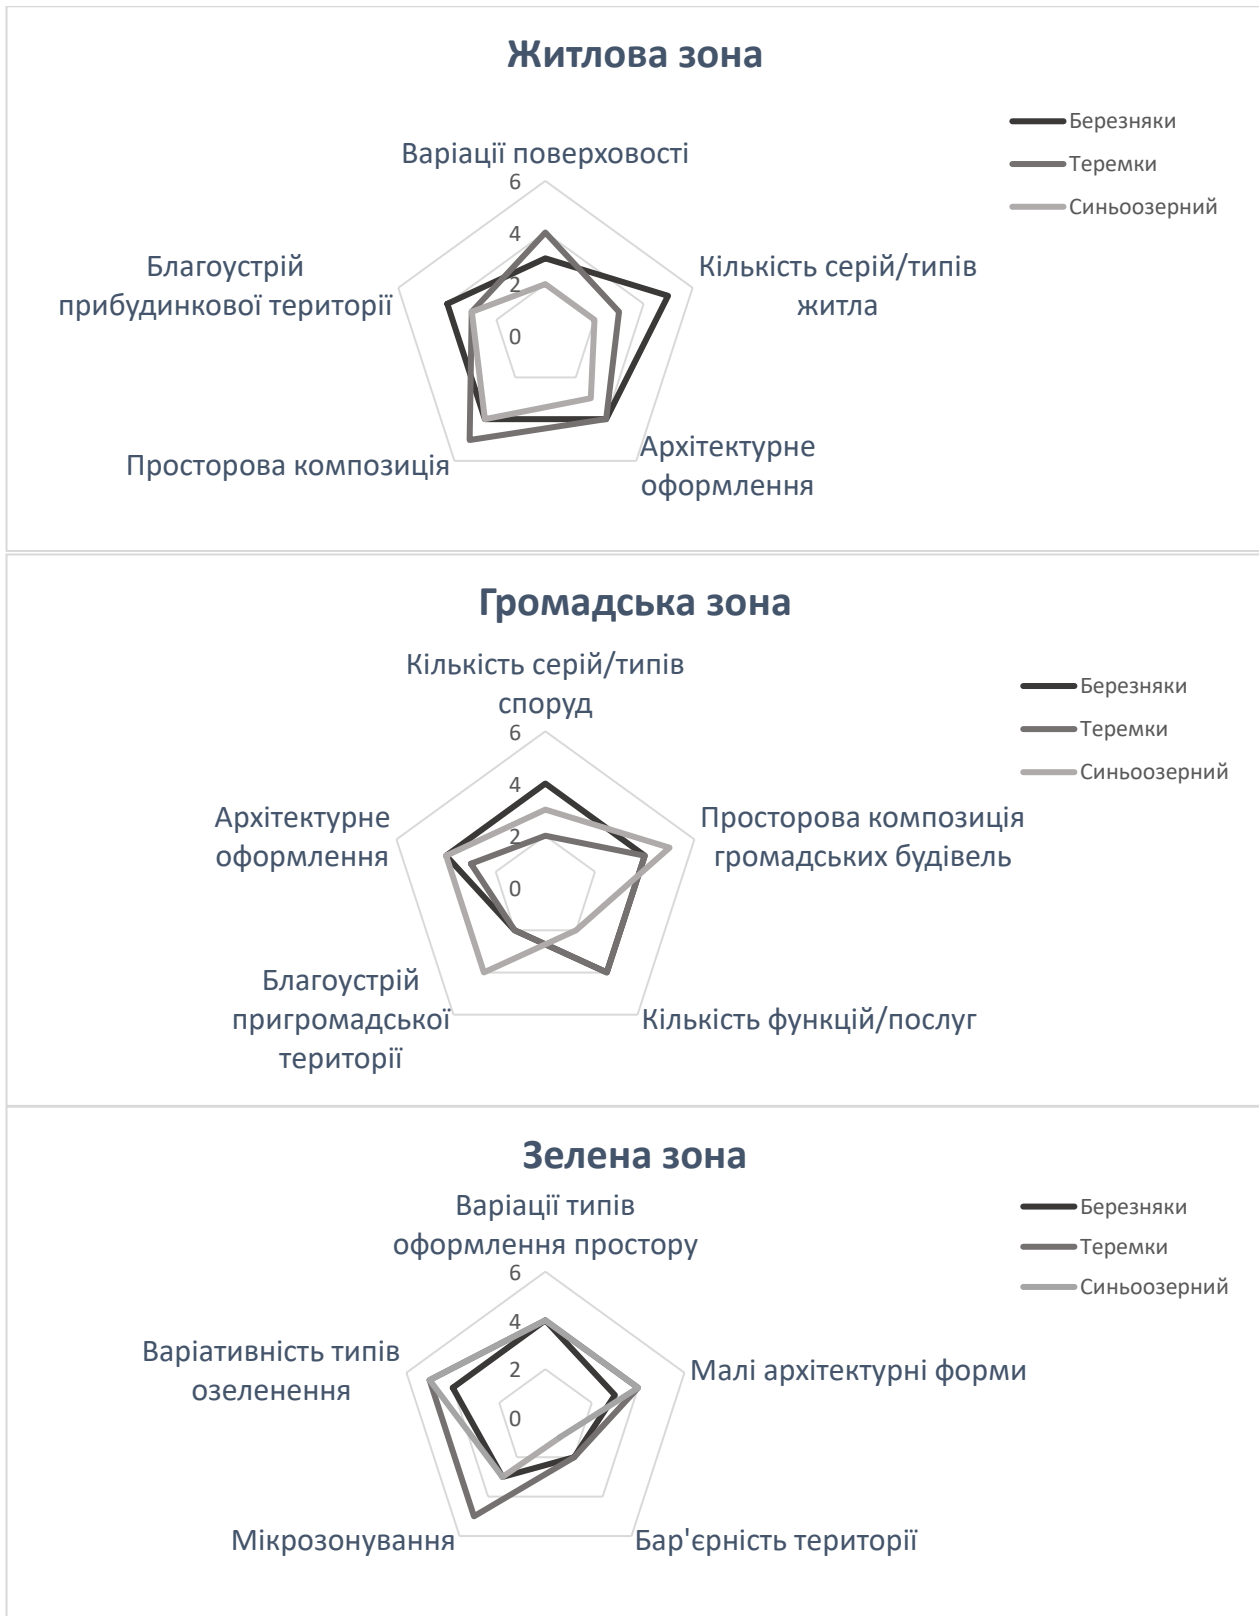 Житлова зона
Березняки
Теремки
Синьоозерний
Варіації поверховості
6
4
2
0
Кількість серій/типів
житла
Архітектурне
оформлення
Просторова композиція
Благоустрій
прибудинкової території
Громадська зона
Березняки
Теремки
Синьоозерний
Кількість серій/типів
споруд
6
4
2
0
Просторова композиція
громадських будівель
Кількість функцій/послуг
Благоустрій
пригромадської
території
Архітектурне
оформлення
Зелена зона
Березняки
Теремки
Синьоозерний
Варіації типів
оформлення простору
6
4
2
0
Малі архітектурні форми
Бар'єрність території
Мікрозонування
Варіативність типів
озеленення